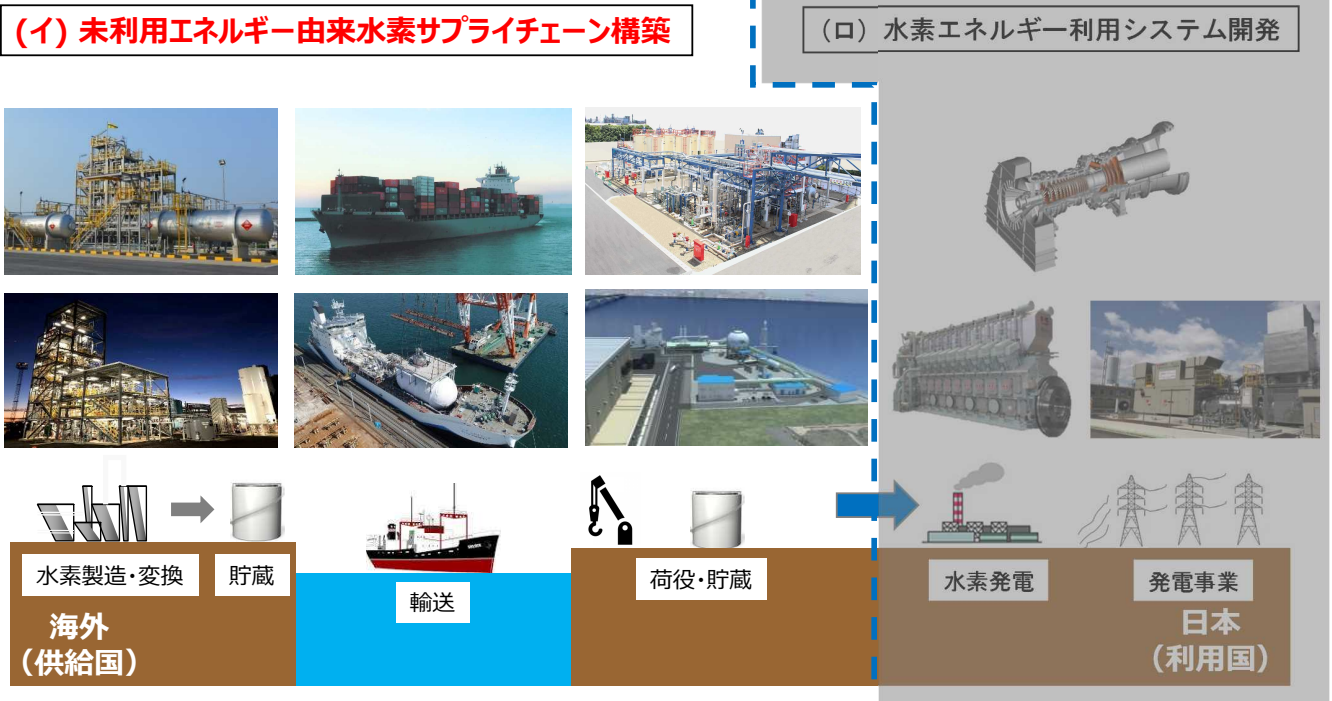 (イ) 未利用エネルギー由来水素サプライチェーン構築
（ロ）水素エネルギー利用システム開発
水素製造･変換
貯蔵
輸送
荷役･貯蔵
水素発電
発電事業
海外
（供給国）
日本
（利用国）